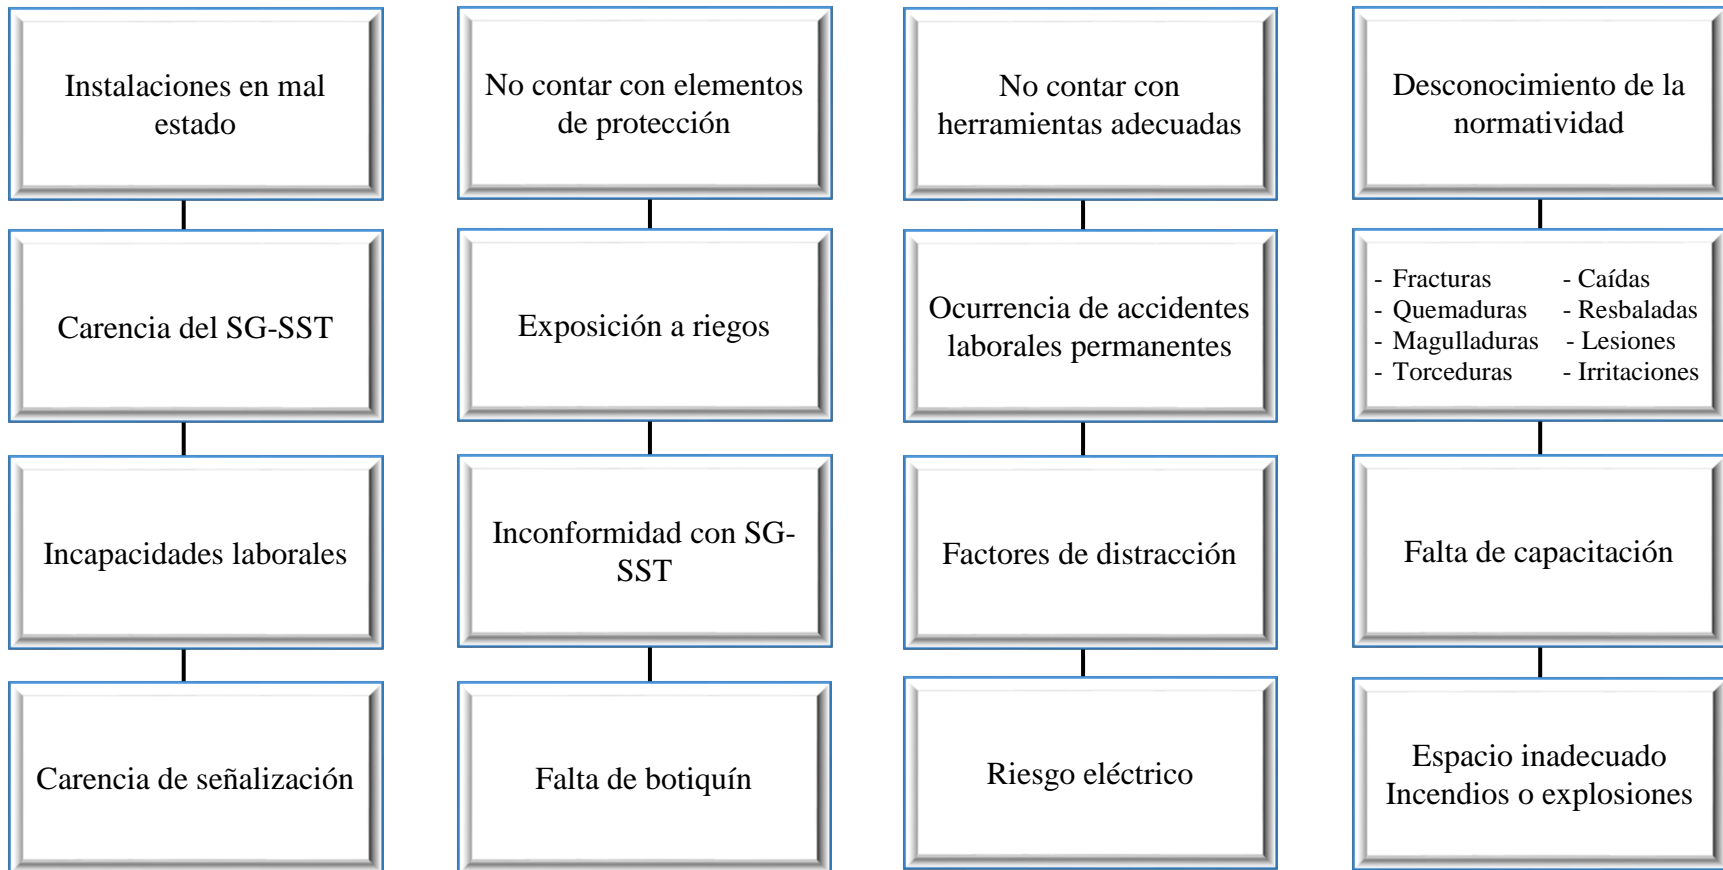 Instalaciones en mal
estado
No contar con elementos
de protección
No contar con
herramientas adecuadas
Desconocimiento de la
normatividad
Carencia del SG-SST
Exposición a riegos
Ocurrencia de accidentes
laborales permanentes
- Fracturas - Caídas
- Quemaduras - Resbaladas
- Magulladuras - Lesiones
- Torceduras - Irritaciones
Incapacidades laborales
Inconformidad con SG-
SST
Factores de distracción
Falta de capacitación
Carencia de señalización
Falta de botiquín
Riesgo eléctrico
Espacio inadecuado
Incendios o explosiones